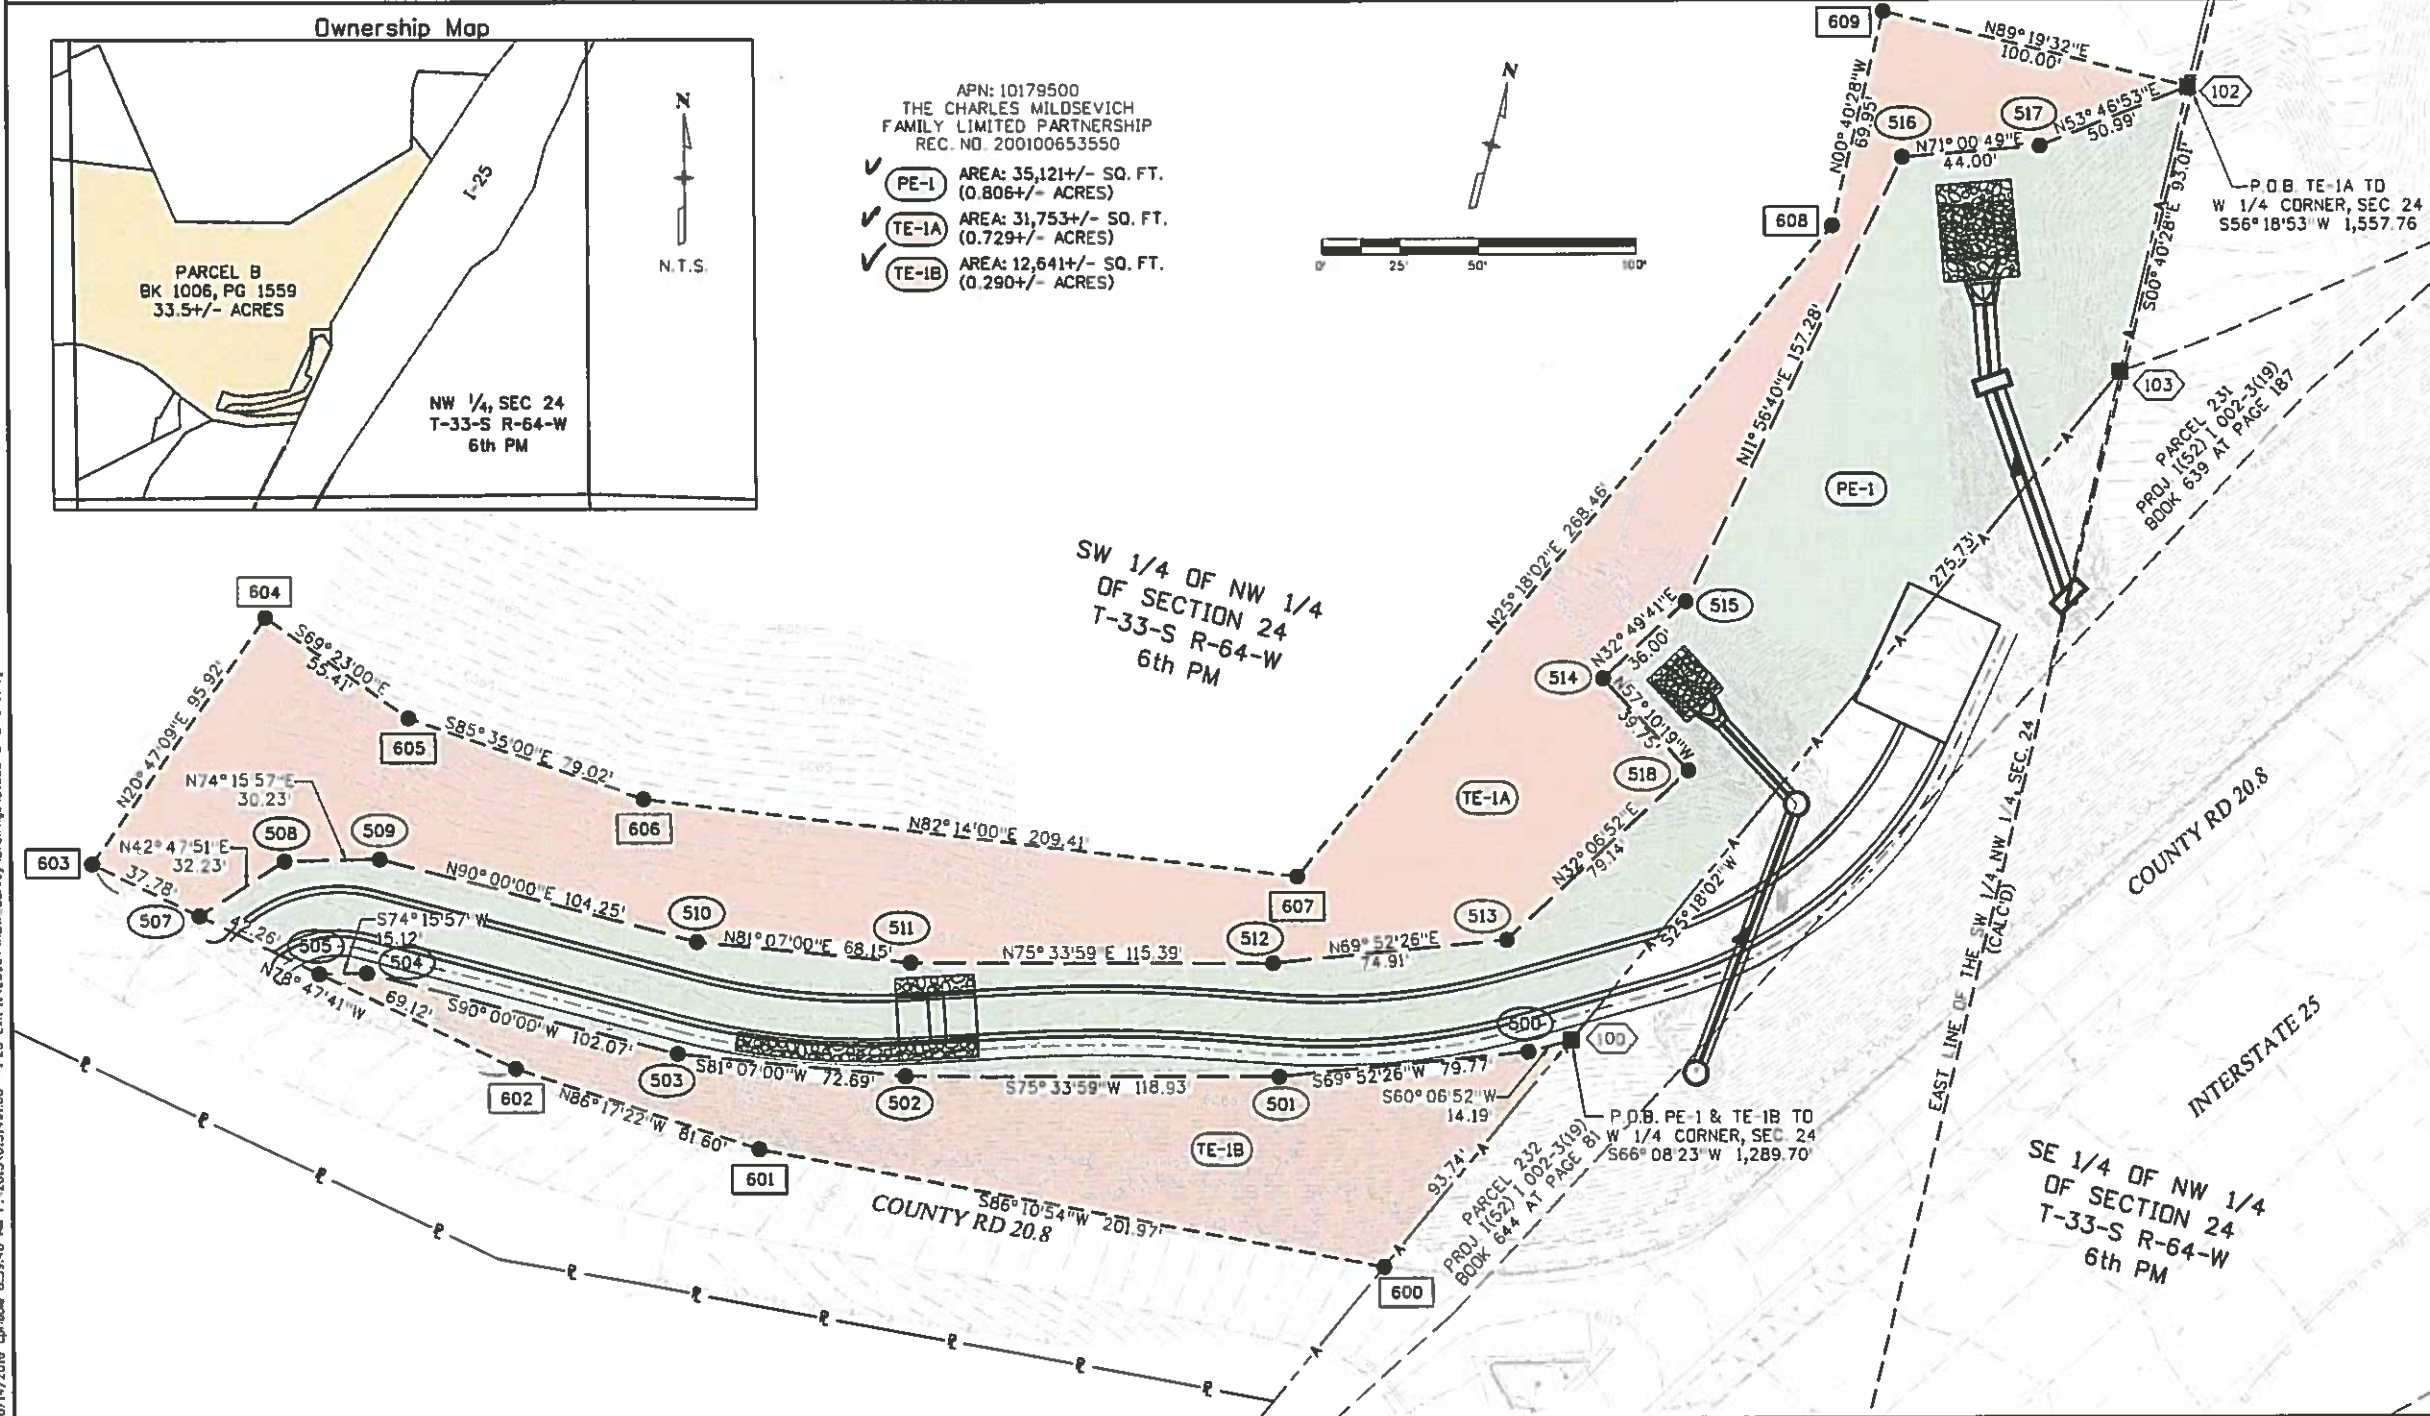 Ownership Map
I-25
PARCEL B
BK 1006, PG 1559
33.5+/- ACRES
NW 1/4, SEC 24
T-33-S R-64-W
6th PM
N
N.T.S.
APN: 10179500
THE CHARLES MILOSEVICH
FAMILY LIMITED PARTNERSHIP
REC. NO. 200100653550
PE-1 AREA: 35,121+/- SQ. FT.
(0.806+/- ACRES)
TE-1A AREA: 31,753+/- SQ. FT.
(0.729+/- ACRES)
TE-1B AREA: 12,641+/- SQ. FT.
(0.290+/- ACRES)
N
0' 25' 50' 100'
609
N89°19'32"E
100.00'
102
N00°40'28"W
69.95'
516
517
N53°46'53"E
50.99'
N71°00'49"E
44.00'
608
S00°40'28"E 93.01'
P.O.B. TE-1A TO
W 1/4 CORNER, SEC. 24
S56°18'53"W 1,557.76
103
N11°56'40"E 157.28'
PARCEL 231
PROJ I(52) I 002-3(19)
BOOK 639 AT PAGE 187
PE-1
N25°18'02"E 268.46'
275.73'
SW 1/4 OF NW 1/4
OF SECTION 24
T-33-S R-64-W
6th PM
N32°49'41"E
36.00'
515
514
N57°10'19"W
39.75'
518
604
S69°23'00"E
55.41'
N20°47'09"E 95.92'
605
S85°35'00"E 79.02'
N74°15'57"E
30.23'
606
N82°14'00"E 209.41'
TE-1A
N32°06'52"E
79.14'
508
509
603
N42°47'51"E
32.23'
37.78'
N90°00'00"E 104.25'
607
507
42.26'
505
S74°15'57"W
15.12'
504
510
N81°07'00"E 68.15'
511
N75°33'59"E 115.39'
512
N69°52'26"E
74.91'
513
S25°18'02"W
N78°47'41"W
69.12'
S90°00'00"W 102.07'
500
100
602
503
S81°07'00"W 72.69'
502
S75°33'59"W 118.93'
501
S69°52'26"W 79.77'
S60°06'52"W
14.19'
N86°17'22"W 81.60'
601
TE-1B
P.O.B. PE-1 & TE-1B TO
W 1/4 CORNER, SEC. 24
S66°08'23"W 1,289.70'
93.74'
PARCEL 232
PROJ I(52) I 002-3(19)
BOOK 644 AT PAGE 81
S86°10'54"W 201.97'
COUNTY RD 20.8
600
EAST LINE OF THE SW 1/4, NW 1/4, SEC. 24
(CALC'D)
COUNTY RD 20.8
INTERSTATE 25
SE 1/4 OF NW 1/4
OF SECTION 24
T-33-S R-64-W
6th PM